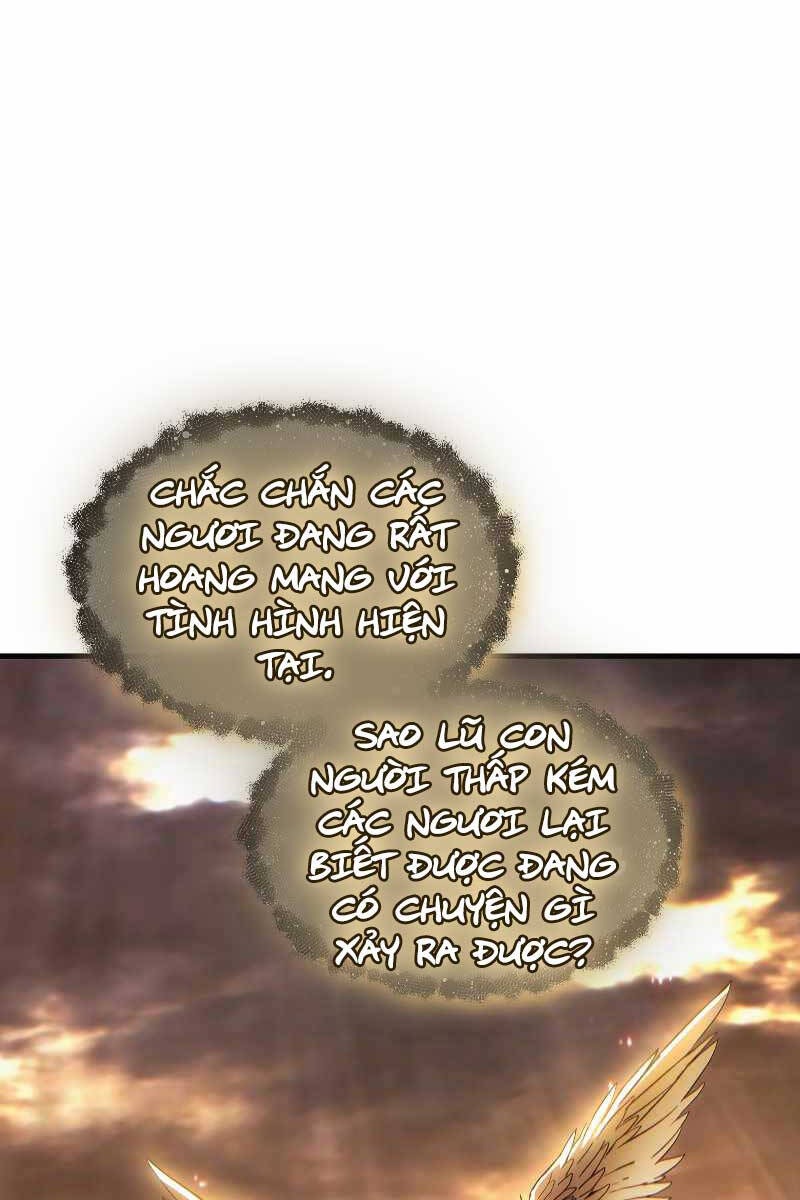 CHẮC CHẮN CÁC
NGƯƠI ĐANG RẤT
HOANG MANG VỚI
TÌNH HÌNH HIỆN
TẠI.
SAO LŨ CON
NGƯỜI THẤP KÉM
CÁC NGƯƠI LẠI
BIẾT ĐƯỢC ĐANG
CÓ CHUYỆN GÌ
XẢY RA ĐƯỢC?